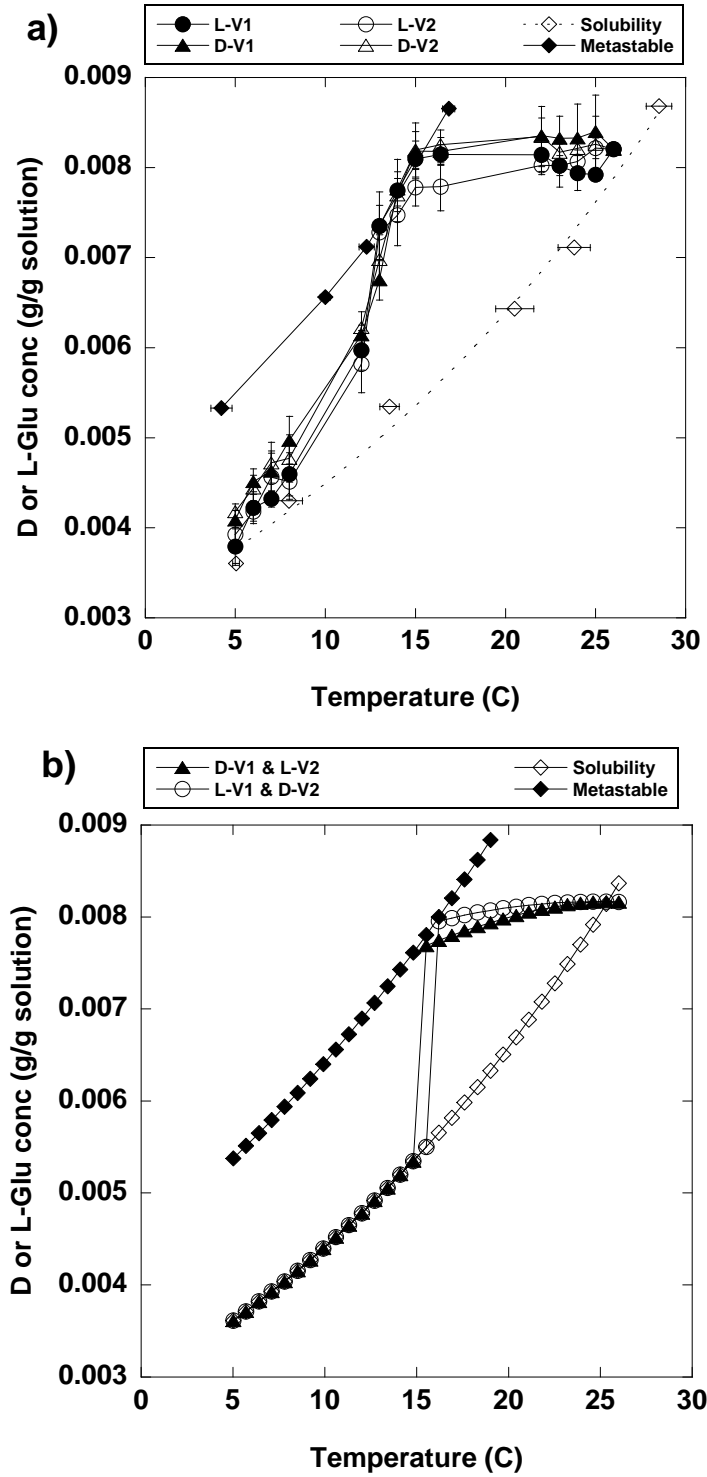 a)
L-V1 L-V2 Solubility
D-V1 D-V2 Metastable
0.009
0.008
0.007
0.006
0.005
0.004
0.003
D or L-Glu conc (g/g solution)
0 5 10 15 20 25 30
Temperature (C)
b)
D-V1 & L-V2 Solubility
L-V1 & D-V2 Metastable
0.009
0.008
0.007
0.006
0.005
0.004
0.003
D or L-Glu conc (g/g solution)
0 5 10 15 20 25 30
Temperature (C)